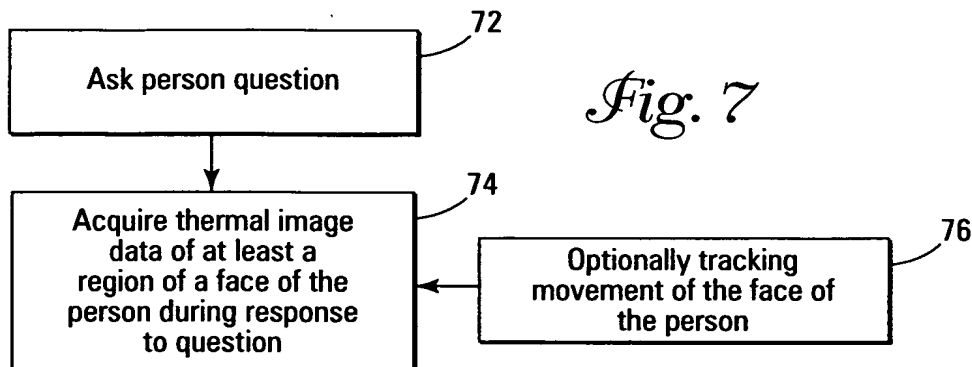 72
Ask person question
Fig. 7
74
Acquire thermal image
data of at least a
region of a face of the
person during response
to question
76
Optionally tracking
movement of the face of
the person